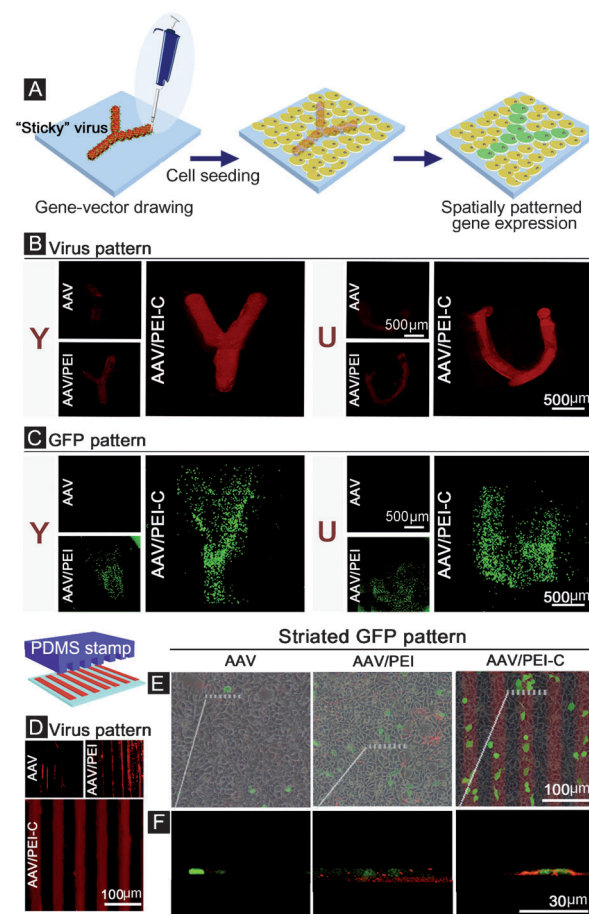 A
"Sticky" virus
Cell seeding
Gene-vector drawing
Spatially patterned
gene expression
B Virus pattern
Y
AAV
AAV/PEI
AAV/PEI-C
U
AAV
500µm
AAV/PEI
AAV/PEI-C
500µm
C GFP pattern
Y
AAV
AAV/PEI
AAV/PEI-C
U
AAV
500µm
AAV/PEI
AAV/PEI-C
500µm
PDMS stamp
Striated GFP pattern
AAV
AAV/PEI
AAV/PEI-C
E
100µm
D Virus pattern
AAV
AAV/PEI
AAV/PEI-C
100µm
F
30µm